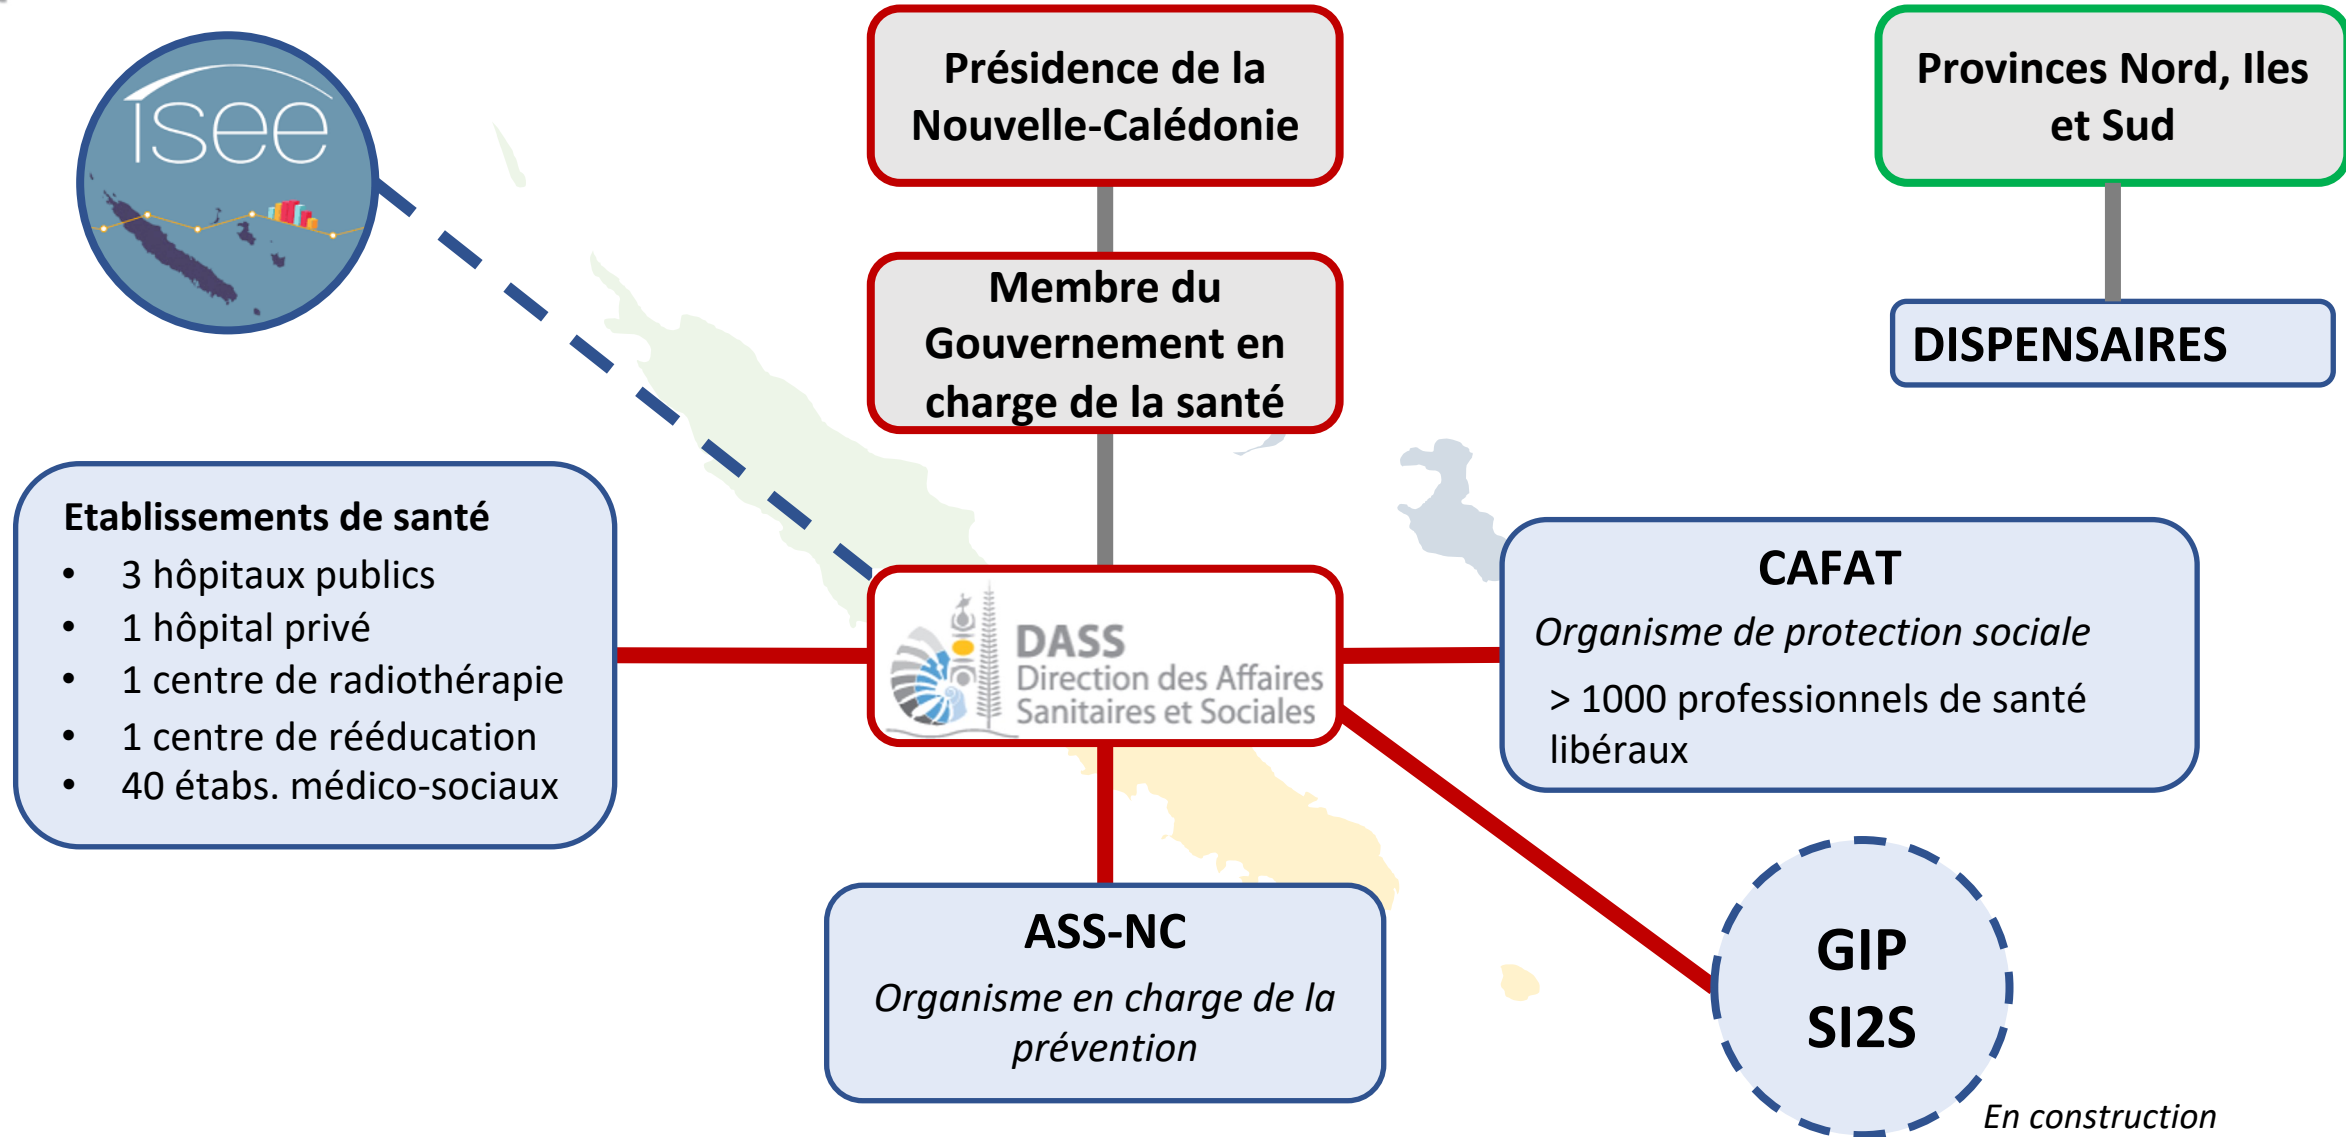 isee
Présidence de la
Nouvelle-Calédonie
Provinces Nord, Iles
et Sud
Membre du
Gouvernement en
charge de la santé
DISPENSAIRES
Etablissements de santé
• 3 hôpitaux publics
• 1 hôpital privé
• 1 centre de radiothérapie
• 1 centre de rééducation
• 40 étabs. médico-sociaux
DASS
Direction des Affaires
Sanitaires et Sociales
CAFAT
Organisme de protection sociale
> 1000 professionnels de santé
libéraux
ASS-NC
Organisme en charge de la
prévention
GIP
SI2S
En construction